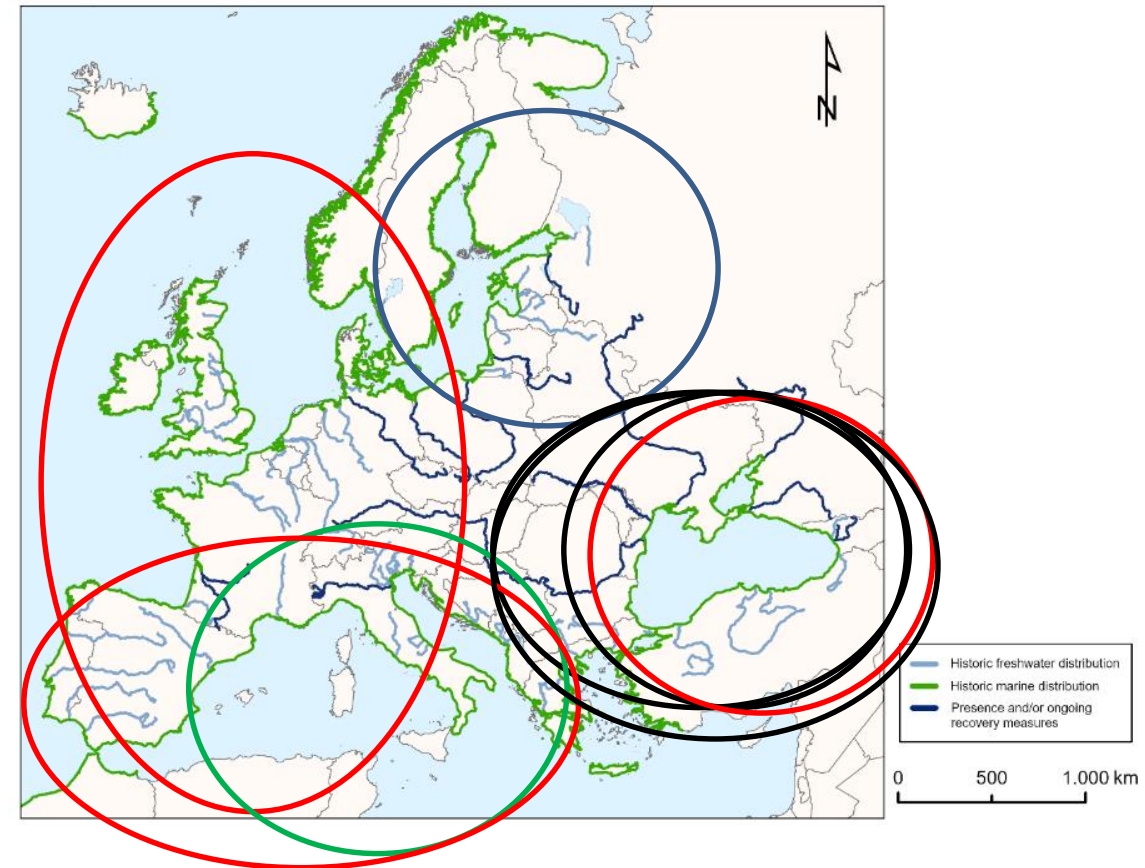 N
Historic freshwater distribution
Historic marine distribution
Presence and/or ongoing
recovery measures
0 500 1.000 km